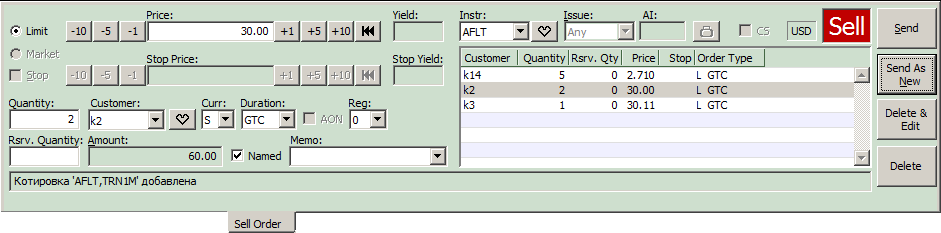 Price: Yield: Instr: Issue: AI:
Limit -10 -5 -1 30.00 +1 +5 +10 AFLT Any CS USD Sell Send
Market
Stop -10 -5 -1 Stop Price: +1 +5 +10 Stop Yield:
Customer Quantity Rsrv. Qty Price Stop Order Type
k14 5 0 2.710 L GTC
k2 2 0 30.00 L GTC
k3 1 0 30.11 L GTC
Send As New
Quantity: Customer: Curr: Duration: Reg:
2 k2 S GTC AON 0
Delete & Edit
Rsrv. Quantity: Amount: Memo:
60.00 Named
Delete
Котировка 'AFLT,TRN1M' добавлена
Sell Order